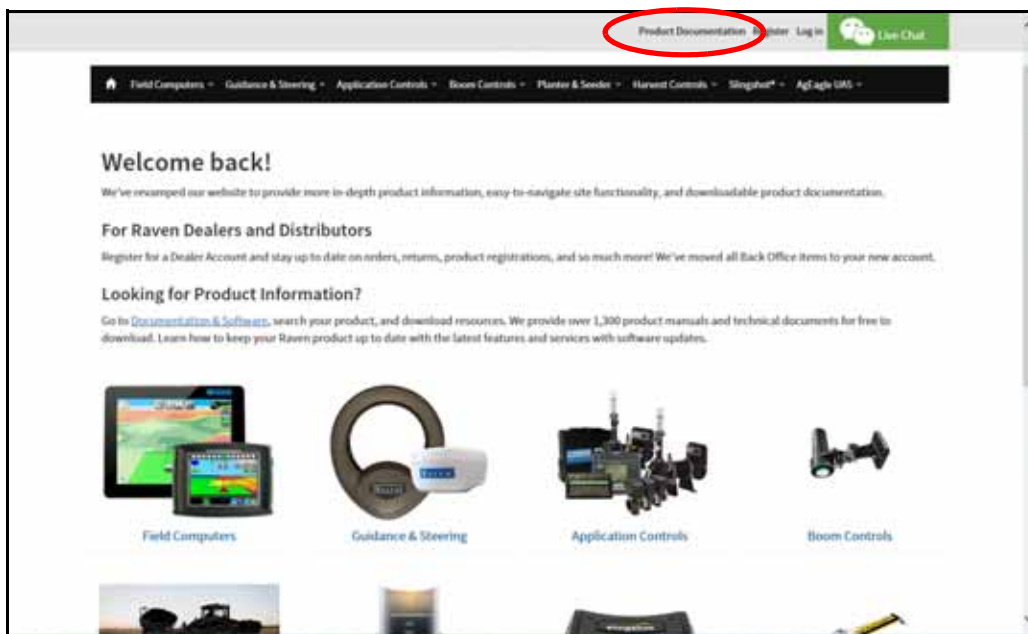 Product Documentation Register Log in Live Chat
Field Computers Guidance & Steering Application Controls Boom Controls Planter & Seeder Harvest Controls Slingshot® AgEagle UAS
Welcome back!
We've revamped our website to provide more in-depth product information, easy-to-navigate site functionality, and downloadable product documentation.
For Raven Dealers and Distributors
Register for a Dealer Account and stay up to date on orders, returns, product registrations, and so much more! We've moved all Back Office items to your new account.
Looking for Product Information?
Go to Documentation & Software, search your product, and download resources. We provide over 1,300 product manuals and technical documents for free to
download. Learn how to keep your Raven product up to date with the latest features and services with software updates.
RAVEN
Field Computers Guidance & Steering Application Controls Boom Controls